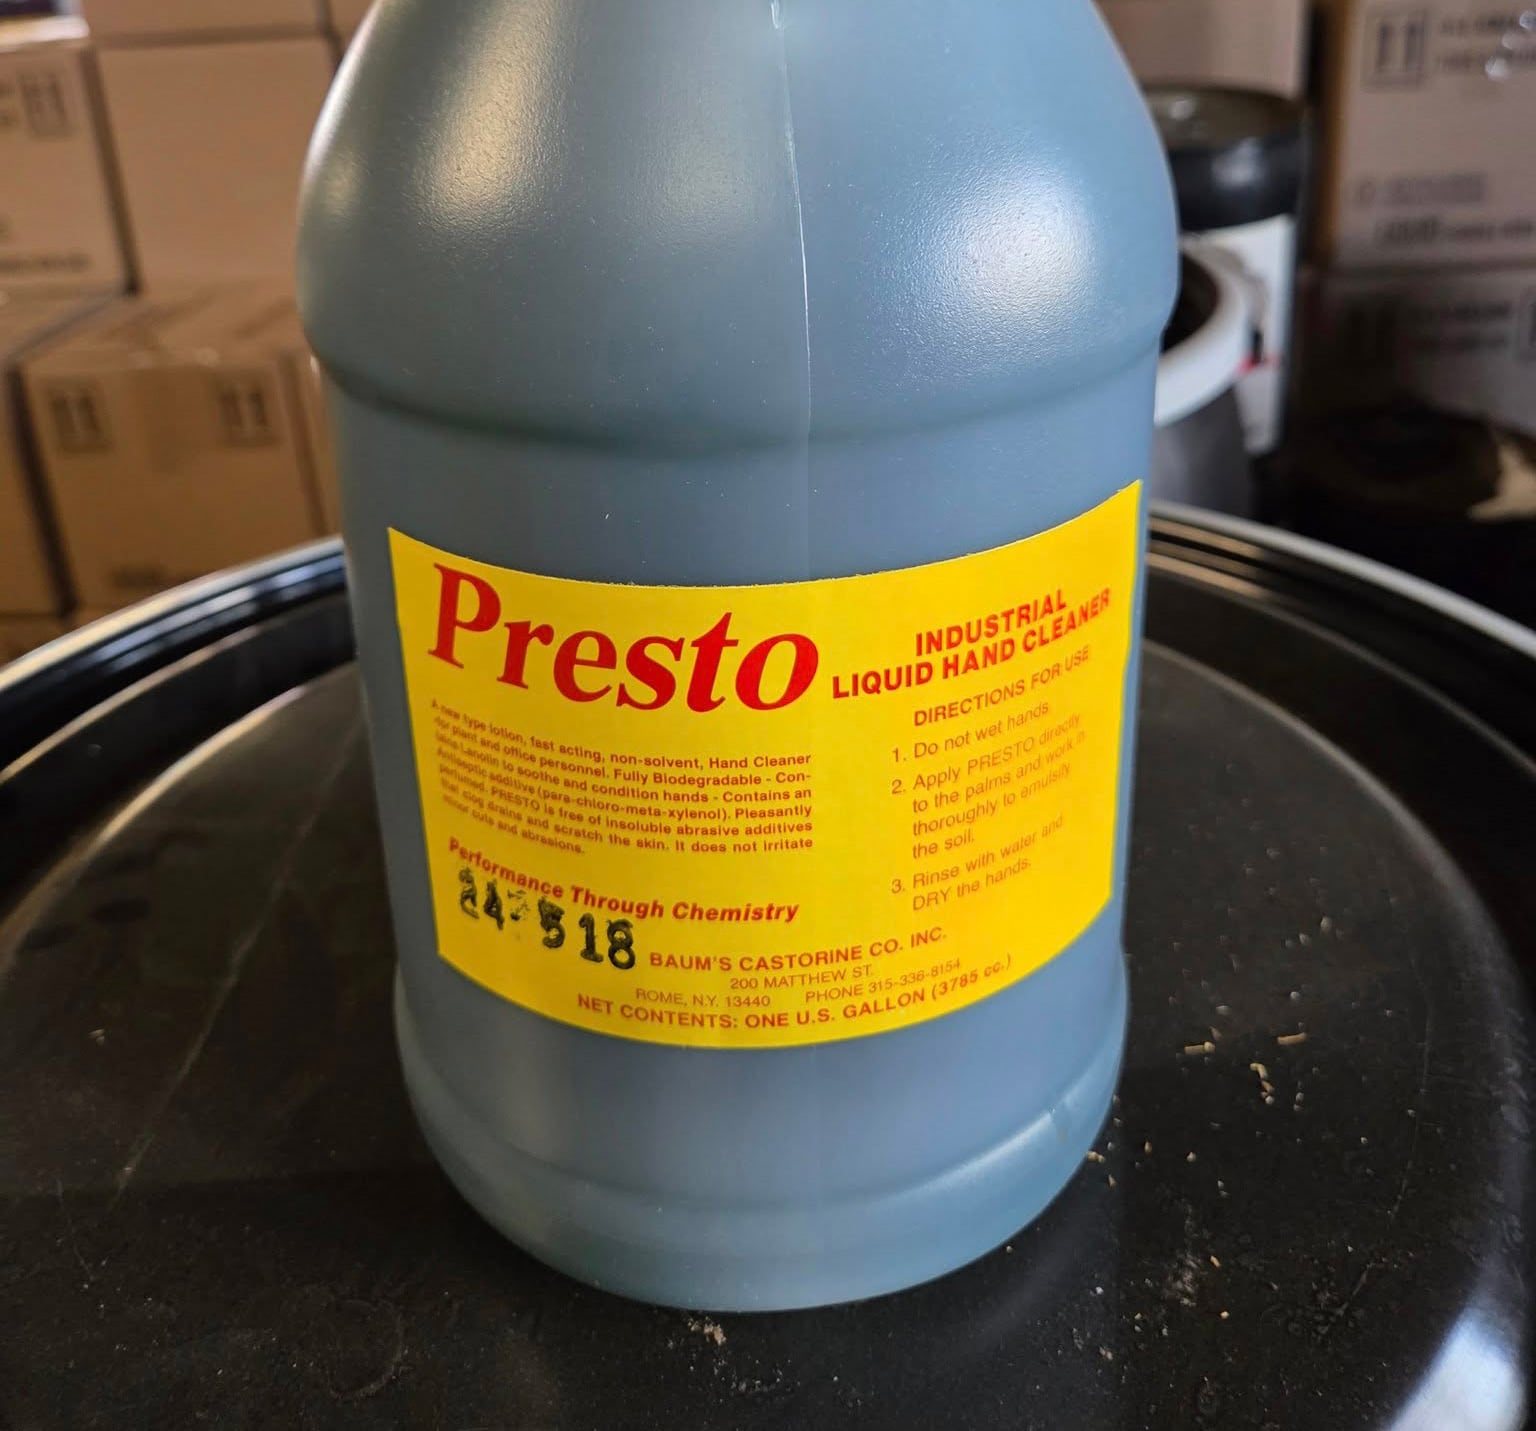 Presto
INDUSTRIAL
LIQUID HAND CLEANER
A new type lotion, fast acting, non-solvent, Hand Cleaner
for plant and office personnel. Fully Biodegradable - Con-
tains Lanolin to soothe and condition hands - Contains an
Antiseptic additive (para-chloro-meta-xylenol). Pleasantly
perfumed. PRESTO is free of insoluble abrasive additives
that clog drains and scratch the skin. It does not irritate
minor cuts and abrasions.
Performance Through Chemistry
24-518
DIRECTIONS FOR USE
1. Do not wet hands.
2. Apply PRESTO directly
to the palms and work in
thoroughly to emulsify
the soil.
3. Rinse with water and
DRY the hands.
BAUM'S CASTORINE CO. INC.
200 MATTHEW ST.
ROME, N.Y. 13440 PHONE 315-336-8154
NET CONTENTS: ONE U.S. GALLON (3785 cc.)